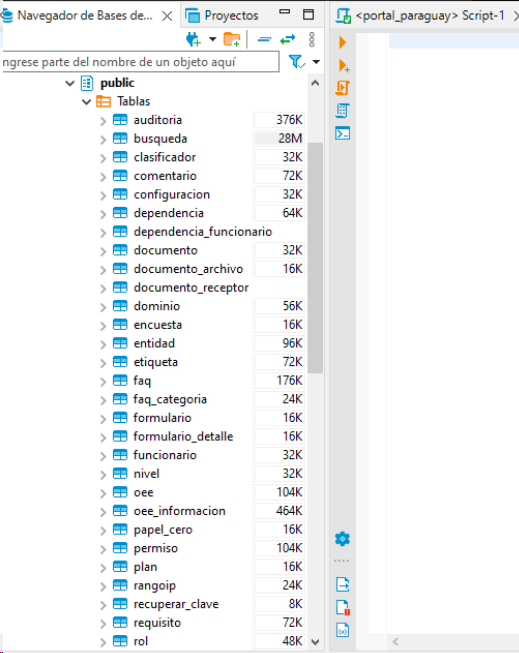 Navegador de Bases de...
Proyectos
<portal_paraguay> Script-1
ngrese parte del nombre de un objeto aquí
public
Tablas
auditoria 376K
busqueda 28M
clasificador 32K
comentario 72K
configuracion 32K
dependencia 64K
dependencia_funcionario
documento 32K
documento_archivo 16K
documento_receptor
dominio 56K
encuesta 16K
entidad 96K
etiqueta 72K
faq 176K
faq_categoria 24K
formulario 16K
formulario_detalle 16K
funcionario 32K
nivel 32K
oee 104K
oee_informacion 464K
papel_cero 16K
permiso 104K
plan 16K
rangoip 24K
recuperar_clave 8K
requisito 72K
rol 48K